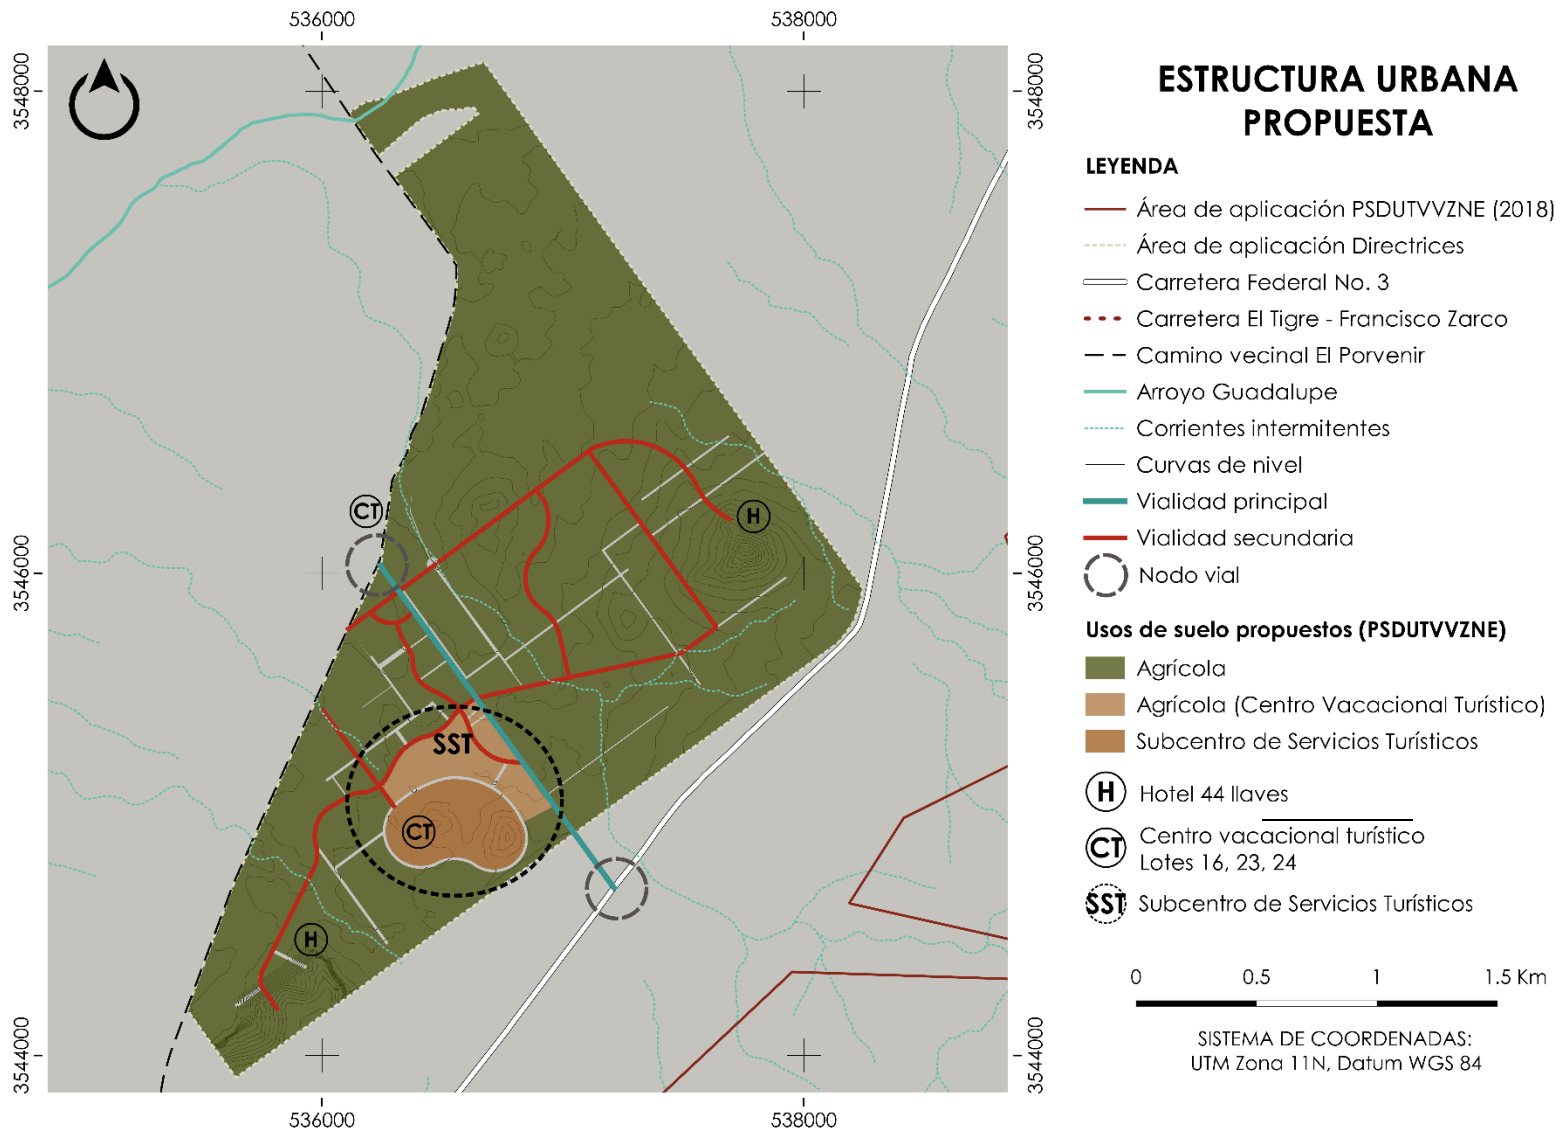 536000
538000
3548000
3548000
3546000
3546000
3544000
3544000
536000
538000
CT
H
SST
CT
H
ESTRUCTURA URBANA
PROPUESTA
LEYENDA
Área de aplicación PSDUTVVZNE (2018)
Área de aplicación Directrices
Carretera Federal No. 3
Carretera El Tigre - Francisco Zarco
Camino vecinal El Porvenir
Arroyo Guadalupe
Corrientes intermitentes
Curvas de nivel
Vialidad principal
Vialidad secundaria
Nodo vial
Usos de suelo propuestos (PSDUTVVZNE)
Agrícola
Agrícola (Centro Vacacional Turístico)
Subcentro de Servicios Turísticos
H Hotel 44 llaves
CT Centro vacacional turístico
Lotes 16, 23, 24
SST Subcentro de Servicios Turísticos
0 0.5 1 1.5 Km
SISTEMA DE COORDENADAS:
UTM Zona 11N, Datum WGS 84